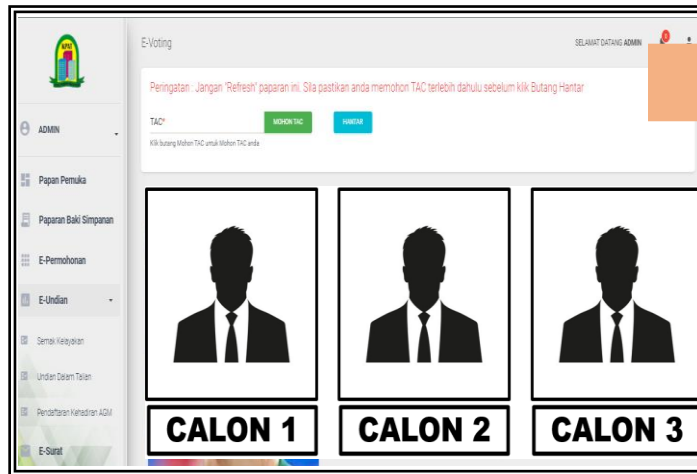 KPAT
E-Voting
SELAMAT DATANG ADMIN
Peringatan : Jangan "Refresh" paparan ini. Sila pastikan anda memohon TAC terlebih dahulu sebelum klik Butang Hantar
TAC*
MOHON TAC
HANTAR
Klik butang Mohon TAC untuk Mohon TAC anda
ADMIN
Papan Pemuka
Paparan Baki Simpanan
E-Permohonan
E-Undian
Semak Kelayakan
Undian Dalam Talian
Pendaftaran Kehadiran AGM
E-Surat
CALON 1
CALON 2
CALON 3